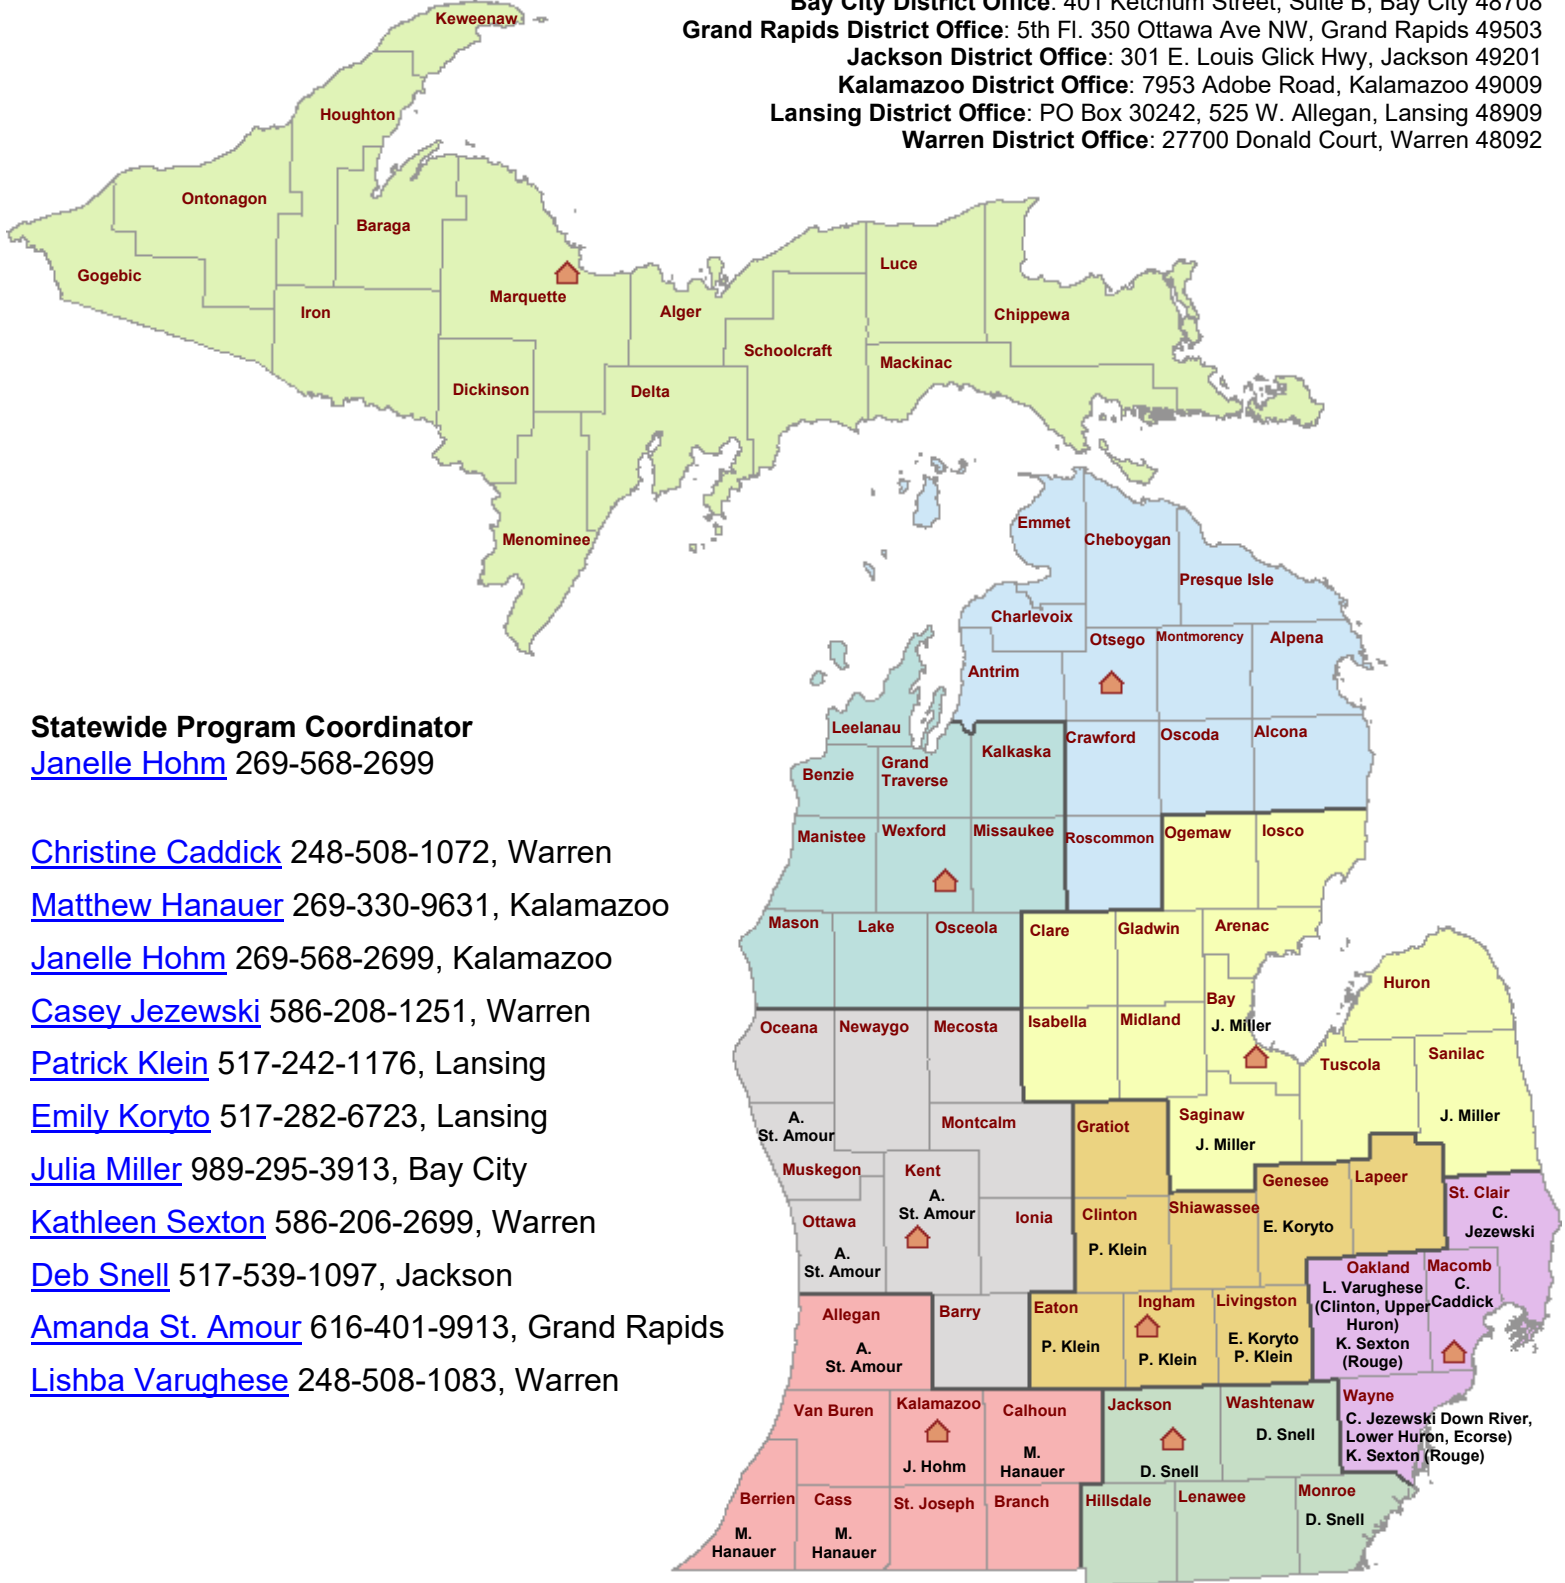 Bay City District Office: 401 Ketchum Street, Suite B, Bay City 48708
Grand Rapids District Office: 5th Fl. 350 Ottawa Ave NW, Grand Rapids 49503
Jackson District Office: 301 E. Louis Glick Hwy, Jackson 49201
Kalamazoo District Office: 7953 Adobe Road, Kalamazoo 49009
Lansing District Office: PO Box 30242, 525 W. Allegan, Lansing 48909
Warren District Office: 27700 Donald Court, Warren 48092
Keweenaw
Houghton
Ontonagon
Baraga
Gogebic
Iron
Marquette
Alger
Luce
Chippewa
Schoolcraft
Mackinac
Dickinson
Delta
Menominee
Emmet
Cheboygan
Presque Isle
Charlevoix
Otsego
Montmorency
Alpena
Antrim
Leelanau
Crawford
Oscoda
Alcona
Kalkaska
Grand
Traverse
Benzie
Manistee
Wexford
Missaukee
Roscommon
Ogemaw
Iosco
Mason
Lake
Osceola
Clare
Gladwin
Arenac
Huron
Bay
J. Miller
Oceana
Newaygo
Mecosta
Isabella
Midland
Tuscola
Sanilac
J. Miller
Saginaw
J. Miller
A.
St. Amour
Muskegon
Montcalm
Gratiot
Kent
A.
St. Amour
Ottawa
A.
St. Amour
Ionia
Clinton
P. Klein
Shiawassee
Genesee
E. Koryto
Lapeer
St. Clair
C.
Jezewski
Oakland
L. Varughese
(Clinton, Upper
Huron)
K. Sexton
(Rouge)
Macomb
C.
Caddick
Allegan
A.
St. Amour
Barry
Eaton
P. Klein
Ingham
P. Klein
Livingston
E. Koryto
P. Klein
Van Buren
Kalamazoo
J. Hohm
Calhoun
M.
Hanauer
Jackson
D. Snell
Washtenaw
D. Snell
Wayne
C. Jezewski Down River,
Lower Huron, Ecorse)
K. Sexton (Rouge)
Berrien
M.
Hanauer
Cass
M.
Hanauer
St. Joseph
Branch
Hillsdale
Lenawee
Monroe
D. Snell
Statewide Program Coordinator
Janelle Hohm 269-568-2699
Christine Caddick 248-508-1072, Warren
Matthew Hanauer 269-330-9631, Kalamazoo
Janelle Hohm 269-568-2699, Kalamazoo
Casey Jezewski 586-208-1251, Warren
Patrick Klein 517-242-1176, Lansing
Emily Koryto 517-282-6723, Lansing
Julia Miller 989-295-3913, Bay City
Kathleen Sexton 586-206-2699, Warren
Deb Snell 517-539-1097, Jackson
Amanda St. Amour 616-401-9913, Grand Rapids
Lishba Varughese 248-508-1083, Warren